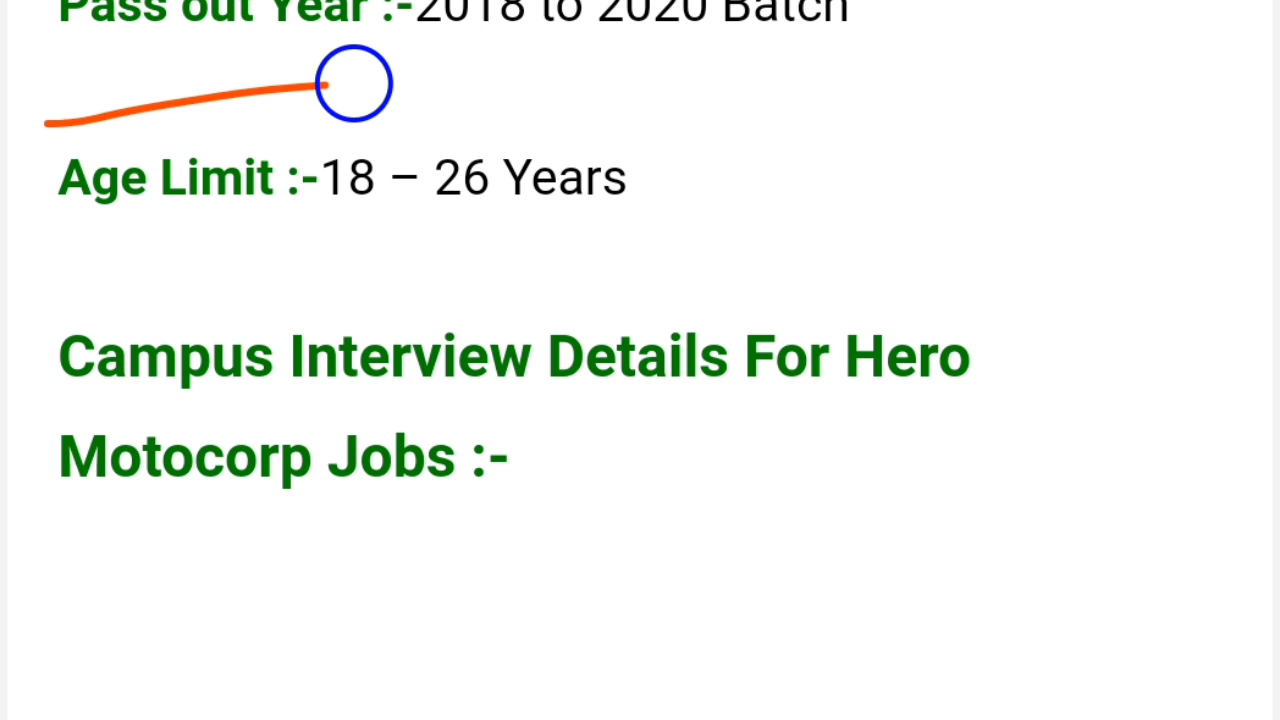 Pass out Year :-2018 to 2020 Batch
Age Limit :-18 – 26 Years
Campus Interview Details For Hero
Motocorp Jobs :-